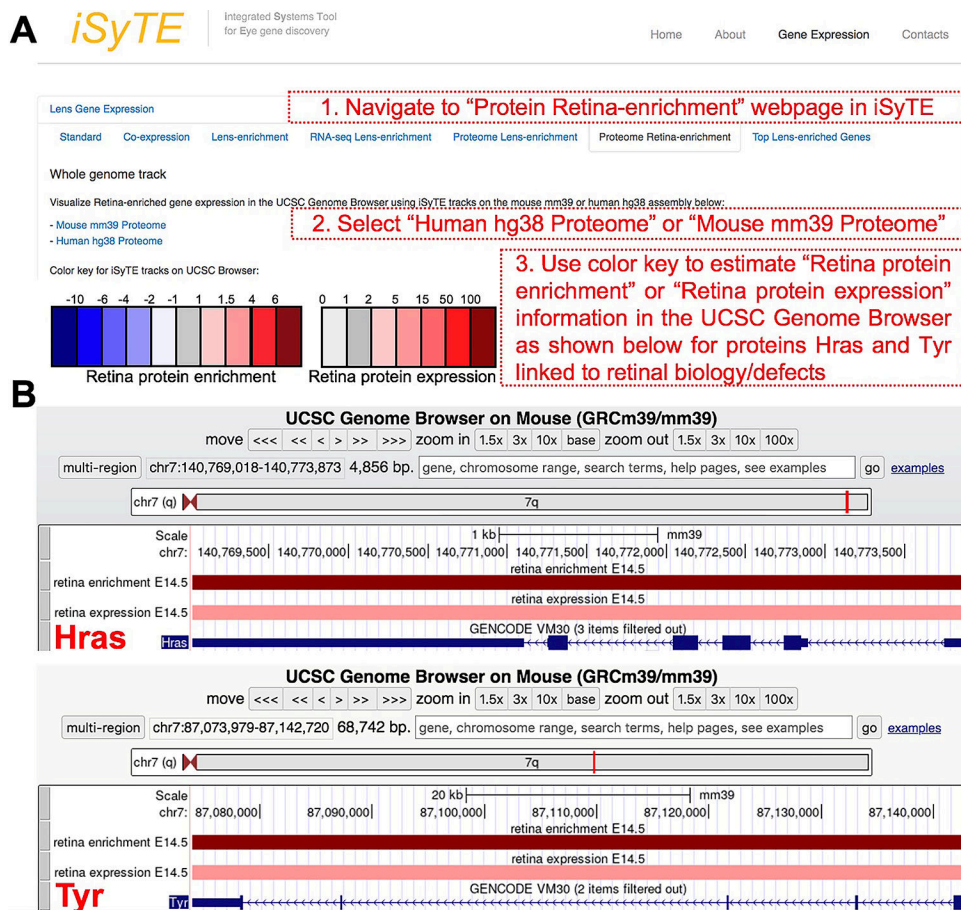 A
iSyTE
Integrated Systems Tool
for Eye gene discovery
Home About Gene Expression Contacts
Lens Gene Expression
1. Navigate to “Protein Retina-enrichment” webpage in iSyTE
Standard Co-expression Lens-enrichment RNA-seq Lens-enrichment Proteome Lens-enrichment Proteome Retina-enrichment Top Lens-enriched Genes
Whole genome track
Visualize Retina-enriched gene expression in the UCSC Genome Browser using iSyTE tracks on the mouse mm39 or human hg38 assembly below:
- Mouse mm39 Proteome
- Human hg38 Proteome
2. Select “Human hg38 Proteome” or “Mouse mm39 Proteome”
Color key for iSyTE tracks on UCSC Browser:
-10 -6 -4 -2 -1 1 1.5 4 6
Retina protein enrichment
0 1 2 5 15 50 100
Retina protein expression
3. Use color key to estimate “Retina protein
enrichment” or “Retina protein expression”
information in the UCSC Genome Browser
as shown below for proteins Hras and Tyr
linked to retinal biology/defects
B
UCSC Genome Browser on Mouse (GRCm39/mm39)
move <<< << < > >> >>> zoom in 1.5x 3x 10x base zoom out 1.5x 3x 10x 100x
multi-region chr7:140,769,018-140,773,873 4,856 bp. gene, chromosome range, search terms, help pages, see examples go examples
chr7 (q) 7q
Scale 1 kb mm39
chr7: 140,769,500 140,770,000 140,770,500 140,771,000 140,771,500 140,772,000 140,772,500 140,773,000 140,773,500
retina enrichment E14.5
retina enrichment E14.5
retina expression E14.5
retina expression E14.5
GENCODE VM30 (3 items filtered out)
Hras Hras
UCSC Genome Browser on Mouse (GRCm39/mm39)
move <<< << < > >> >>> zoom in 1.5x 3x 10x base zoom out 1.5x 3x 10x 100x
multi-region chr7:87,073,979-87,142,720 68,742 bp. gene, chromosome range, search terms, help pages, see examples go examples
chr7 (q) 7q
Scale 20 kb mm39
chr7: 87,080,000 87,090,000 87,100,000 87,110,000 87,120,000 87,130,000 87,140,000
retina enrichment E14.5
retina enrichment E14.5
retina expression E14.5
retina expression E14.5
GENCODE VM30 (2 items filtered out)
Tyr Tyr